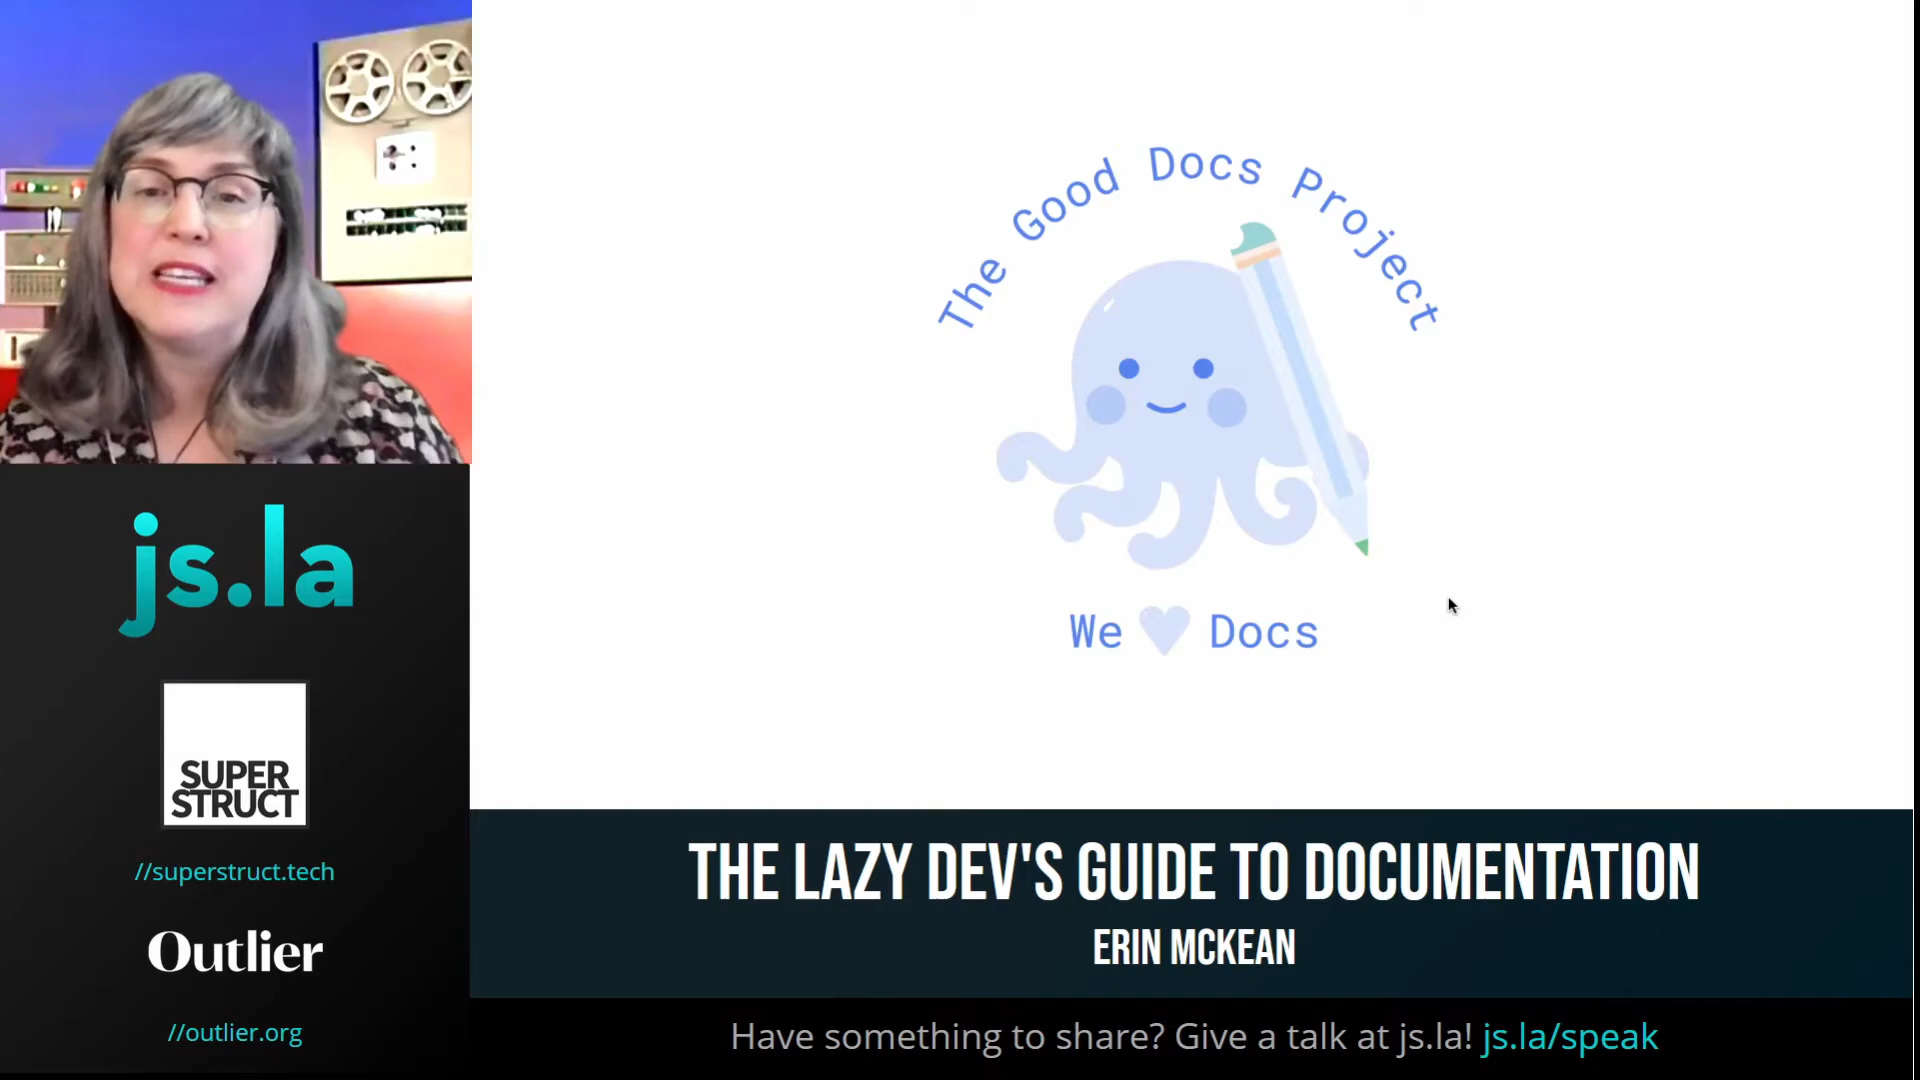 The Good Docs Project
We Docs
js.la
SUPER
STRUCT
//superstruct.tech
Outlier
//outlier.org
THE LAZY DEV'S GUIDE TO DOCUMENTATION
ERIN MCKEAN
Have something to share? Give a talk at js.la! js.la/speak